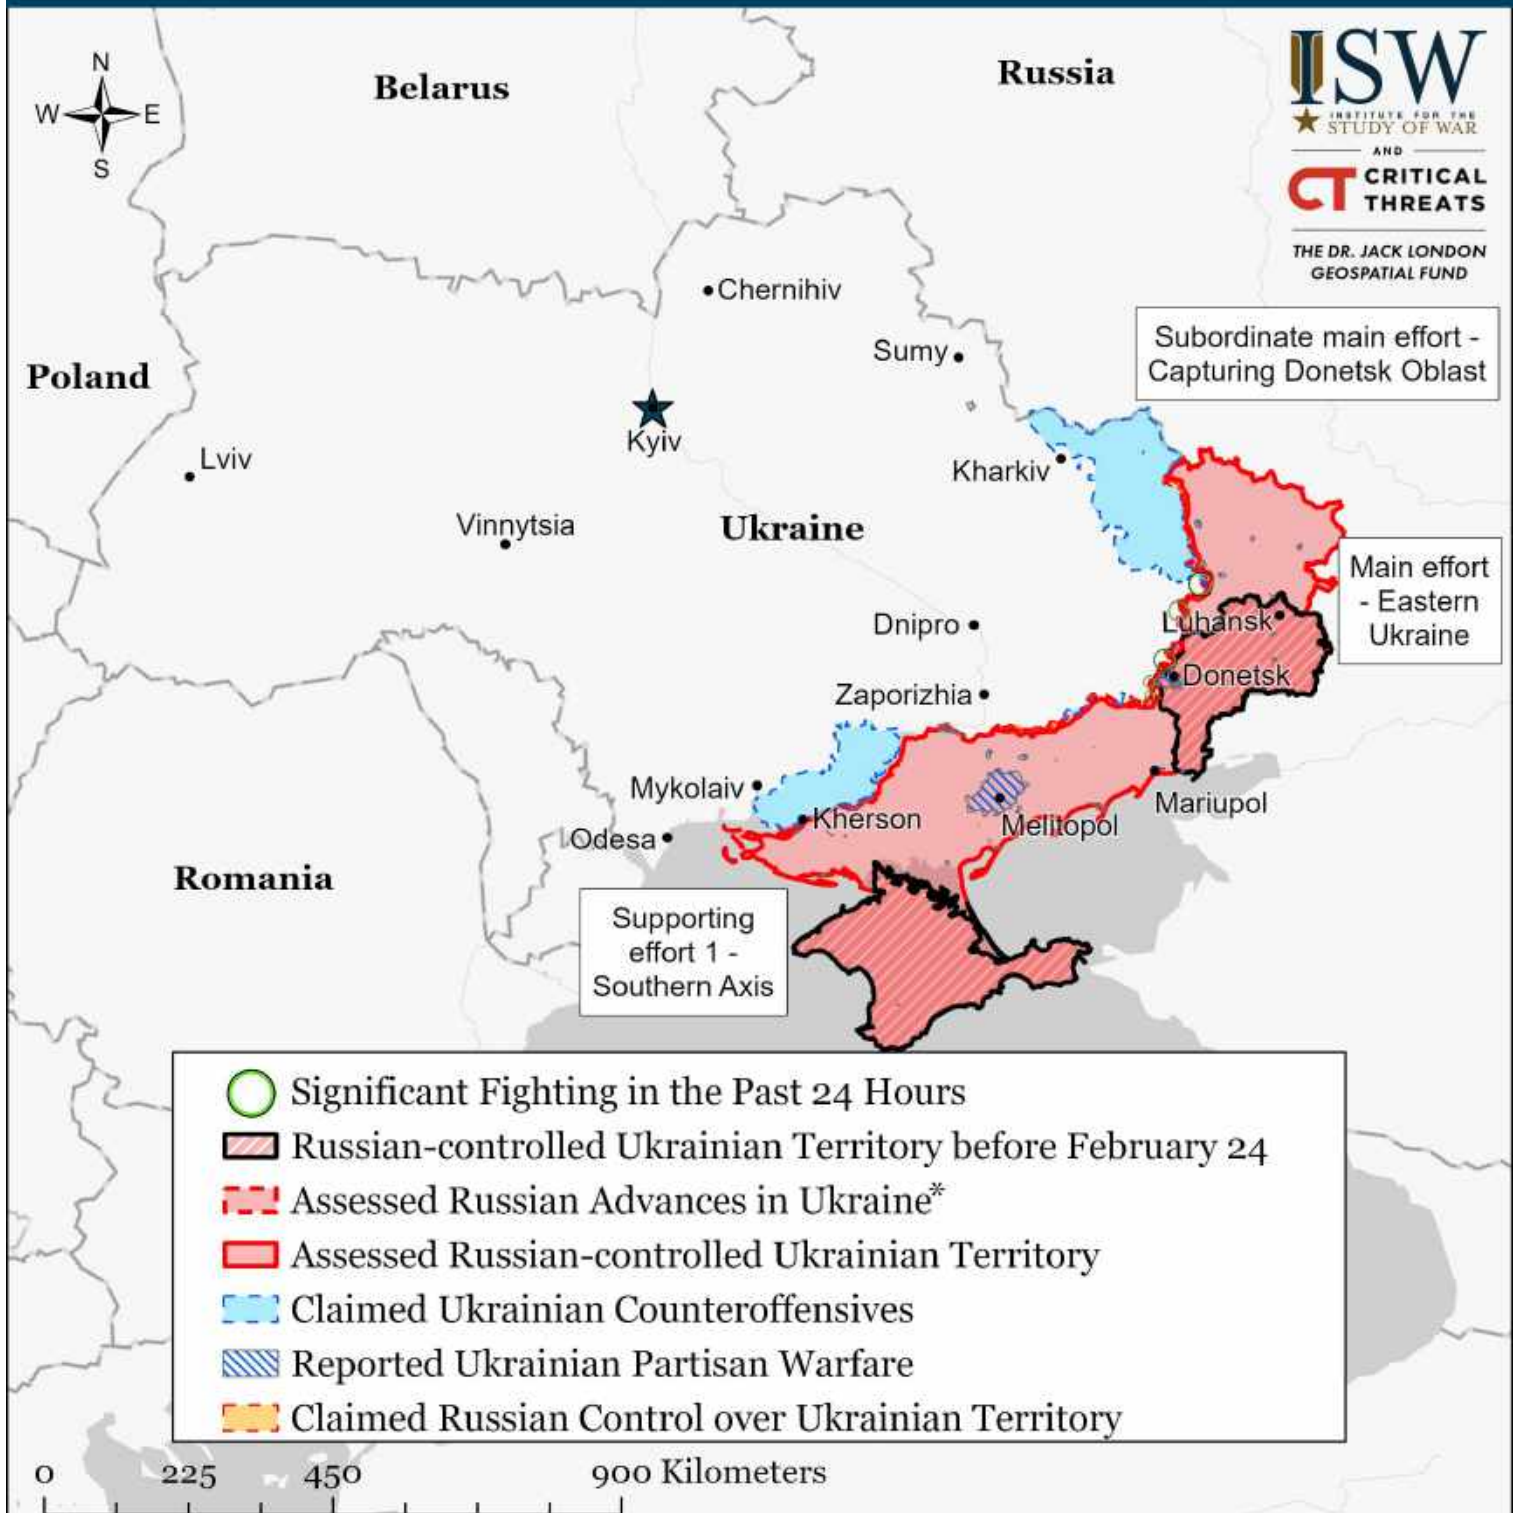 N
W E
S
Belarus
Russia
ISW
INSTITUTE FOR THE
STUDY OF WAR
AND
CT CRITICAL
THREATS
THE DR. JACK LONDON
GEOSPATIAL FUND
Chernihiv
Subordinate main effort -
Capturing Donetsk Oblast
Sumy
Poland
Kyiv
Lviv
Kharkiv
Vinnytsia
Ukraine
Main effort
- Eastern
Ukraine
Dnipro
Luhansk
Donetsk
Zaporizhia
Mykolaiv
Mariupol
Kherson
Melitopol
Odesa
Romania
Supporting
effort 1 -
Southern Axis
Significant Fighting in the Past 24 Hours
Russian-controlled Ukrainian Territory before February 24
Assessed Russian Advances in Ukraine*
Assessed Russian-controlled Ukrainian Territory
Claimed Ukrainian Counteroffensives
Reported Ukrainian Partisan Warfare
Claimed Russian Control over Ukrainian Territory
0 225 450 900 Kilometers